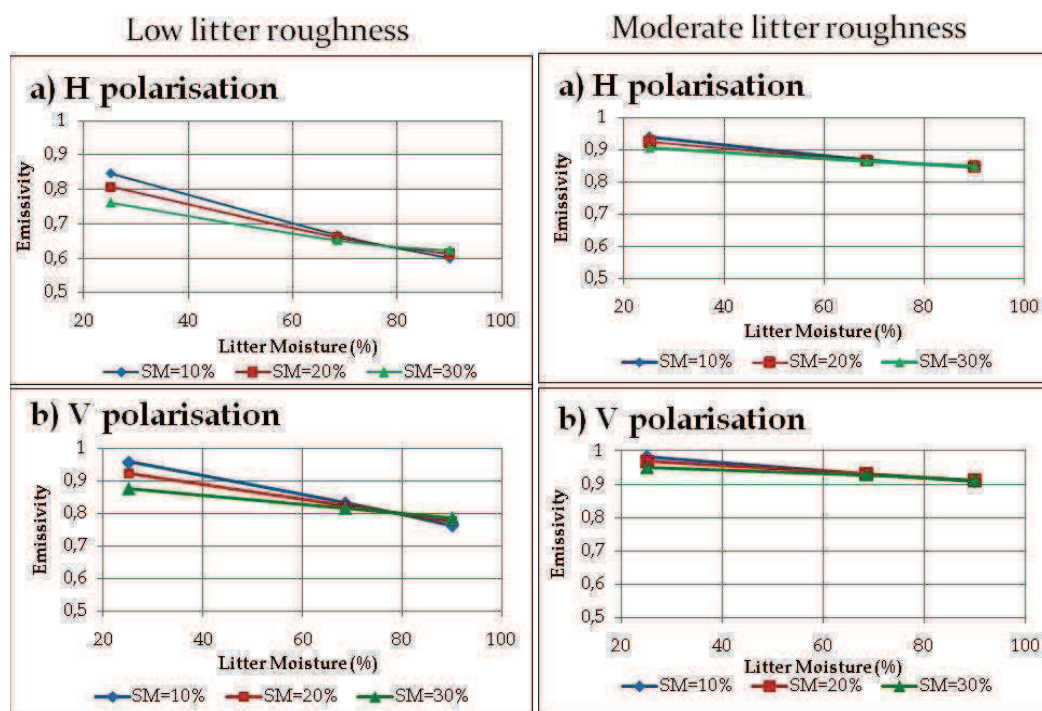 Low litter roughness
a) H polarisation
1
0,9
0,8
0,7
0,6
0,5
Emissivity
20 40 60 80 100
Litter Moisture (%)
SM=10% SM=20% SM=30%
b) V polarisation
1
0,9
0,8
0,7
0,6
0,5
Emissivity
20 40 60 80 100
Litter Moisture (%)
SM=10% SM=20% SM=30%
Moderate litter roughness
a) H polarisation
1
0,9
0,8
0,7
0,6
0,5
Emissivity
20 40 60 80 100
Litter Moisture (%)
SM=10% SM=20% SM=30%
b) V polarisation
1
0,9
0,8
0,7
0,6
0,5
Emissivity
20 40 60 80 100
Litter Moisture (%)
SM=10% SM=20% SM=30%